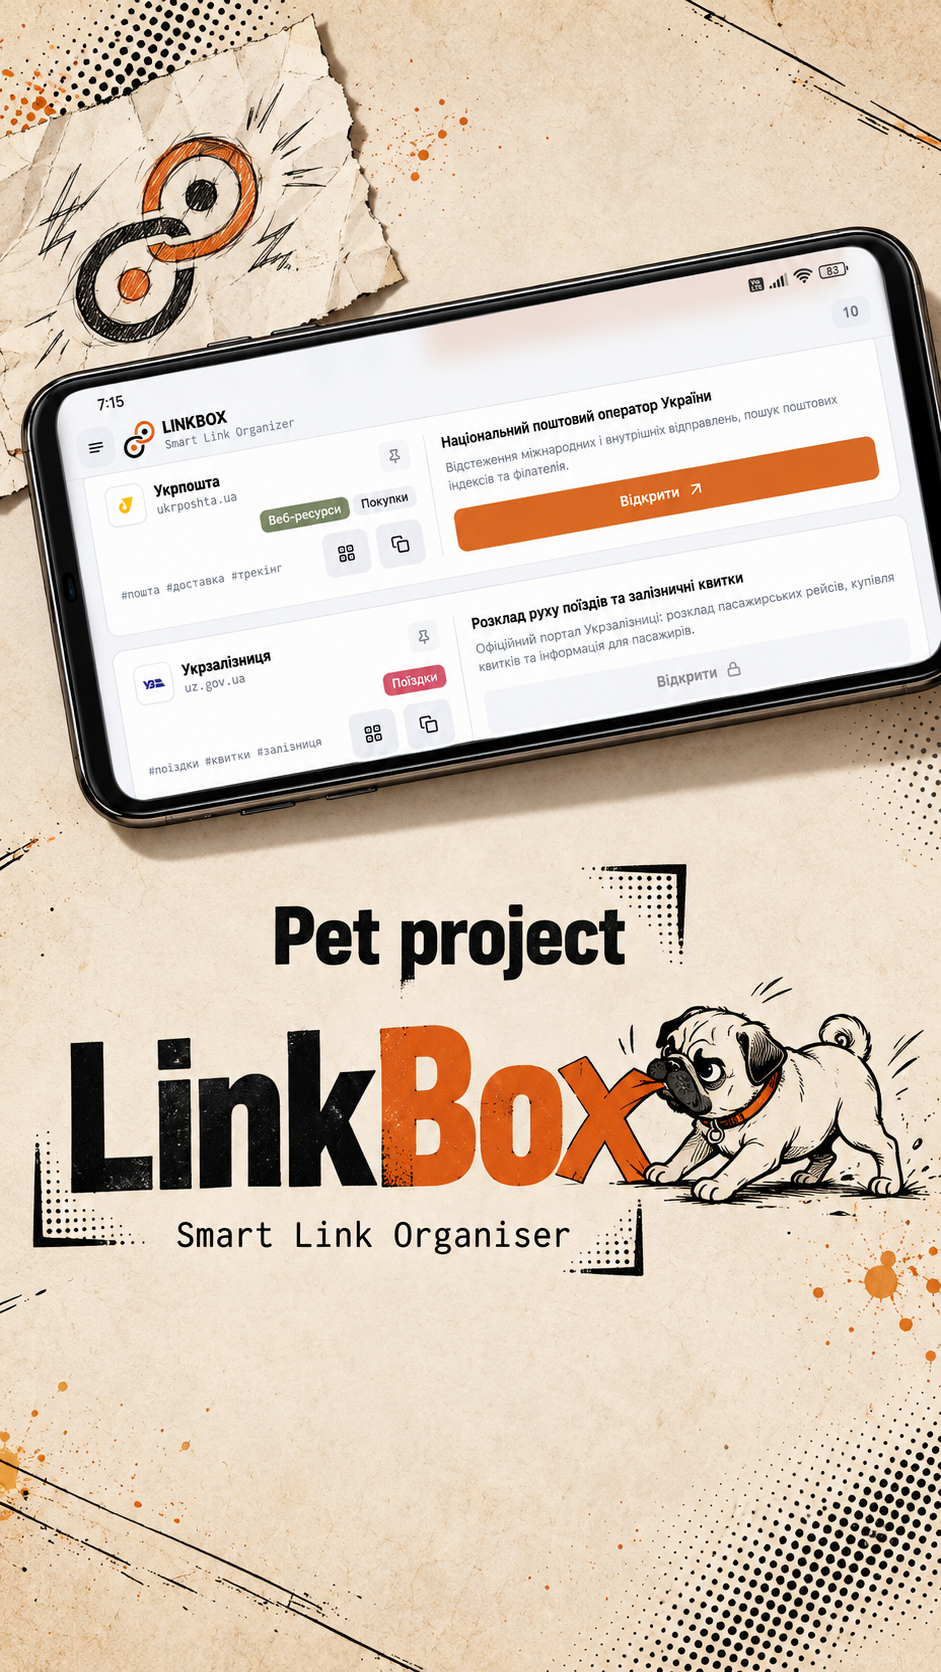 7:15
83
10
LINKBOX
Smart Link Organizer
Укрпошта
ukrposhta.ua
Веб-ресурси
Покупки
#пошта #доставка #трекінг
Національний поштовий оператор України
Відстеження міжнародних і внутрішніх відправлень, пошук поштових
індексів та філателія.
Відкрити
Укрзалізниця
uz.gov.ua
Поїздки
#поїздки #квитки #залізниця
Розклад руху поїздів та залізничні квитки
Офіційний портал Укрзалізниці: розклад пасажирських рейсів, купівля
квитків та інформація для пасажирів.
Відкрити
Pet project
LinkBox
Smart Link Organiser